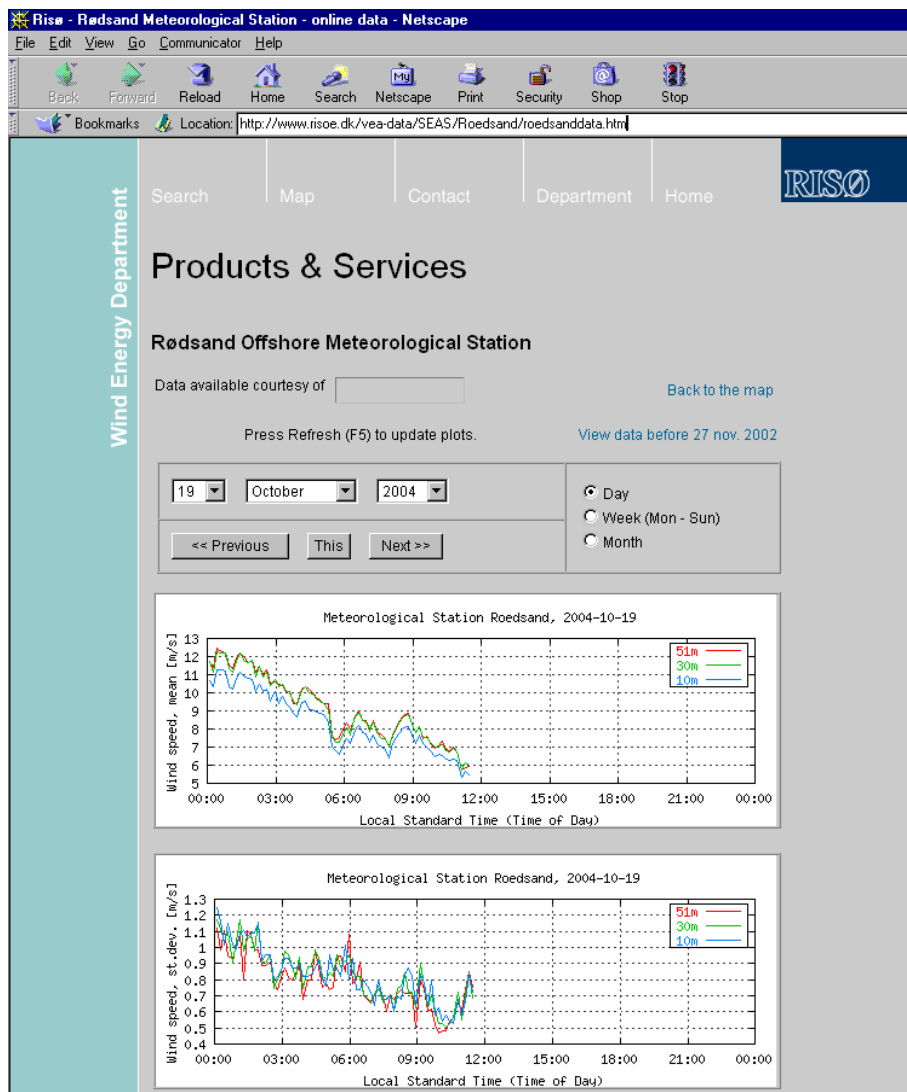 Risø - Rødsand Meteorological Station - online data - Netscape
File Edit View Go Communicator Help
Back Forward Reload Home Search Netscape Print Security Shop Stop
Bookmarks Location: http://www.risoe.dk/vea-data/SEAS/Roedsand/roedsanddata.htm
Wind Energy Department
Search Map Contact Department Home
RISØ
Products & Services
Rødsand Offshore Meteorological Station
Data available courtesy of
Back to the map
Press Refresh (F5) to update plots.
View data before 27 nov. 2002
19 October 2004
Day
Week (Mon - Sun)
Month
<< Previous This Next >>
Meteorological Station Roedsand, 2004-10-19
Wind speed, mean [m/s]
13
12
11
10
9
8
7
6
5
51m
30m
10m
00:00 03:00 06:00 09:00 12:00 15:00 18:00 21:00 00:00
Local Standard Time (Time of Day)
Meteorological Station Roedsand, 2004-10-19
Wind speed, st.dev. [m/s]
1.3
1.2
1.1
1
0.9
0.8
0.7
0.6
0.5
0.4
51m
30m
10m
00:00 03:00 06:00 09:00 12:00 15:00 18:00 21:00 00:00
Local Standard Time (Time of Day)